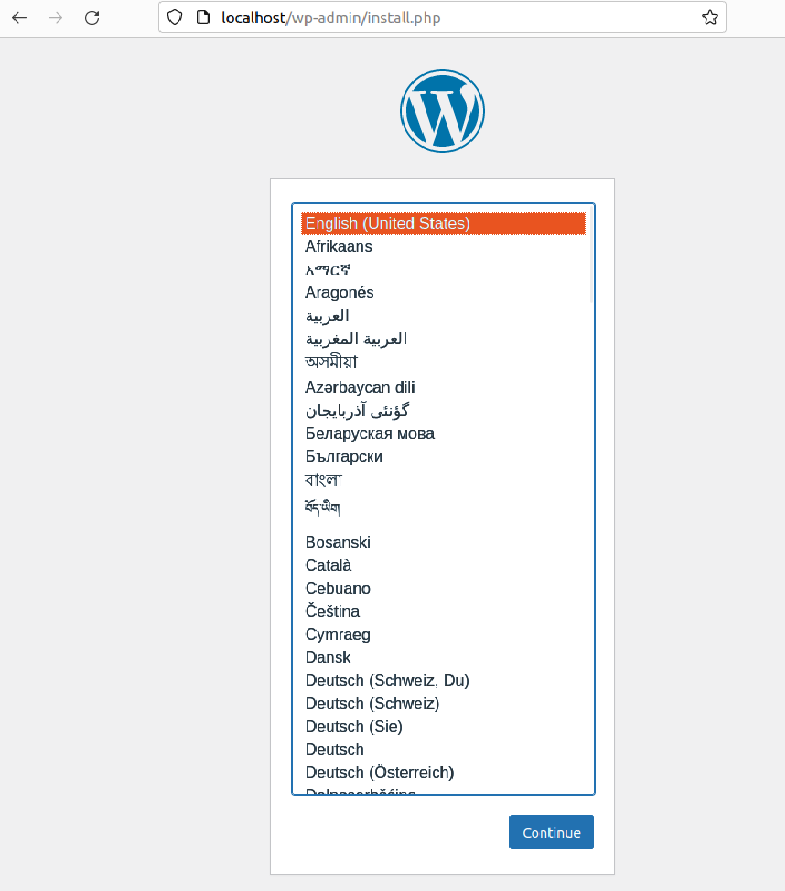 localhost/wp-admin/install.php
English (United States)
Afrikaans
አማርኛ
Aragonés
العربية
العربية المغربية
অসমীয়া
Azərbaycan dili
گؤنئی آذربایجان
Беларуская мова
Български
বাংলা
བོད་ཡིག
Bosanski
Català
Cebuano
Čeština
Cymraeg
Dansk
Deutsch (Schweiz, Du)
Deutsch (Schweiz)
Deutsch (Sie)
Deutsch
Deutsch (Österreich)
Continue